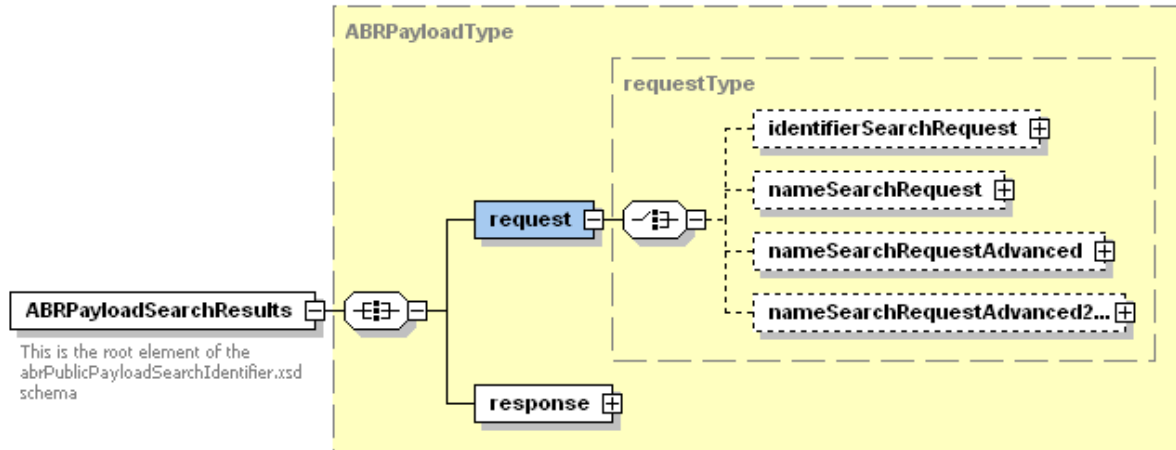 ABRPayloadType
requestType
identifierSearchRequest
nameSearchRequest
request
nameSearchRequestAdvanced
nameSearchRequestAdvanced2...
ABRPayloadSearchResults
This is the root element of the
abrPublicPayloadSearchIdentifier.xsd
schema
response